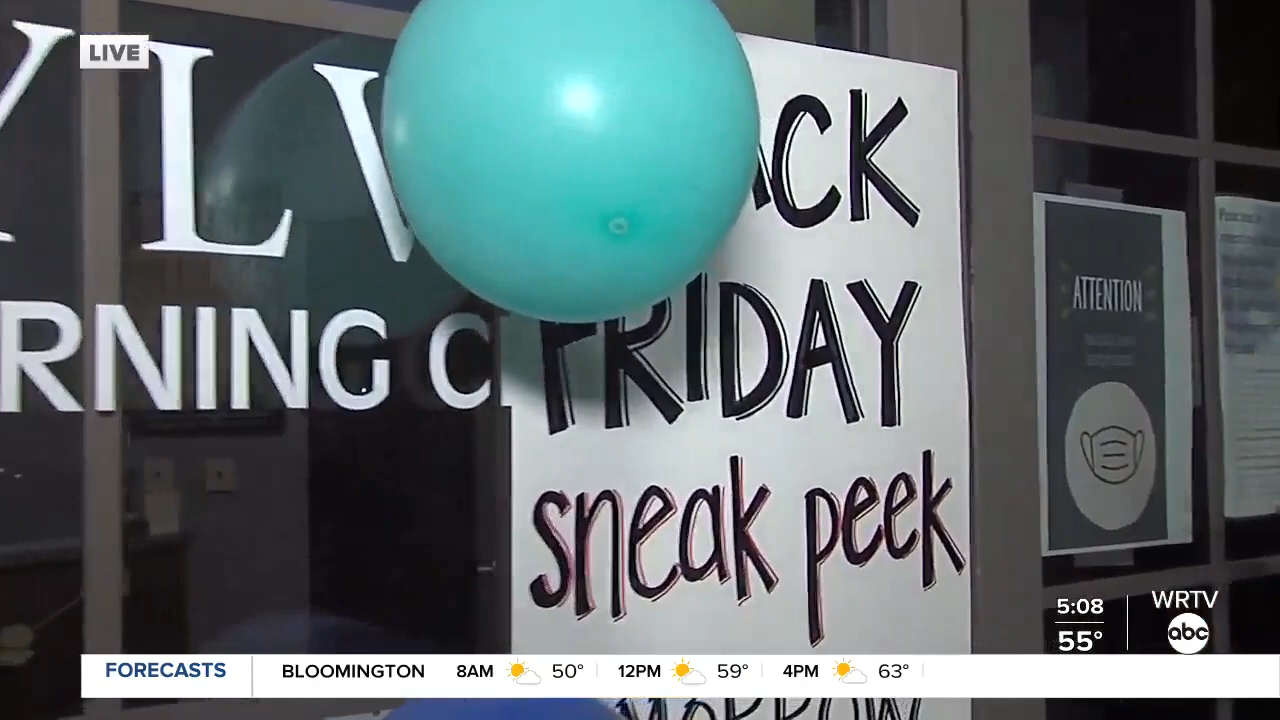 LIVE
YLV
RNING C
ACK
FRIDAY
sneak peek
ATTENTION
5:08
55°
WRTV
abc
FORECASTS BLOOMINGTON 8AM 50° 12PM 59° 4PM 63°